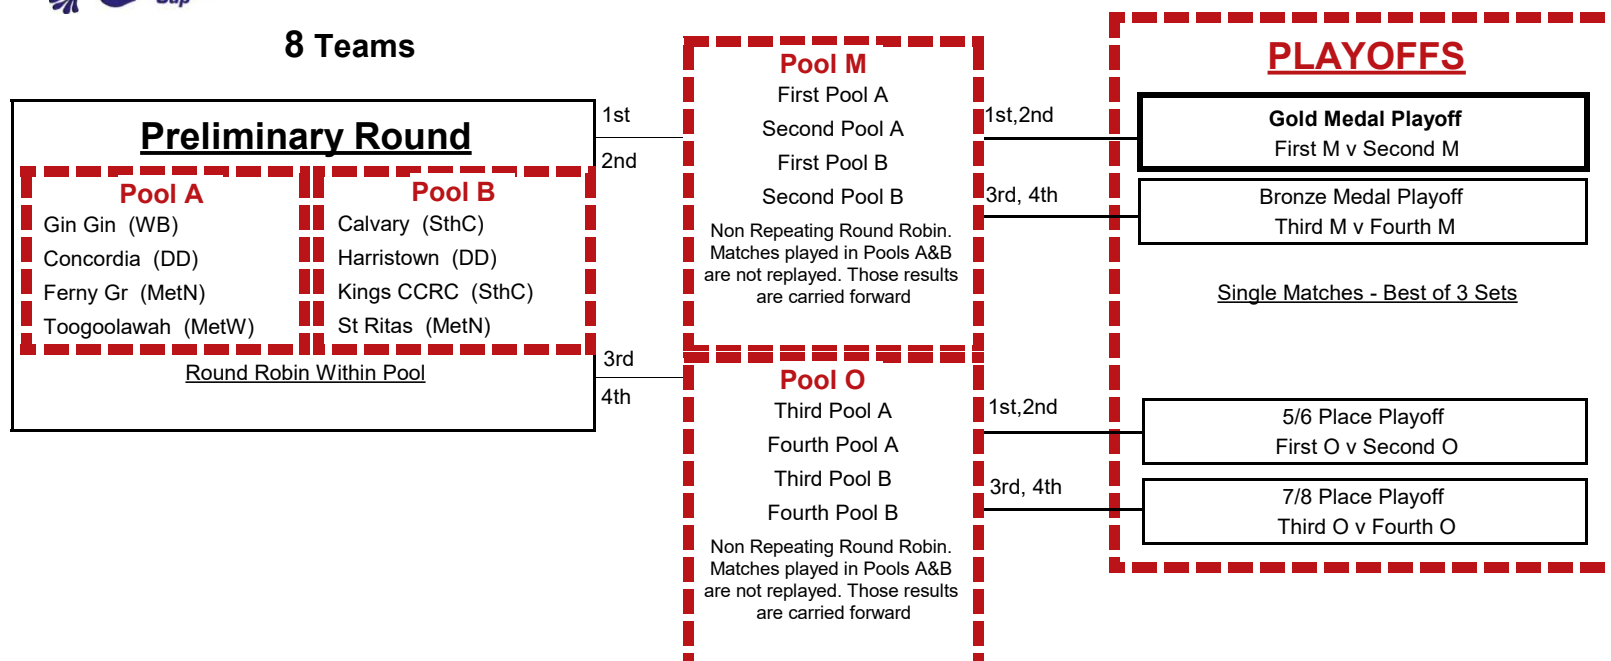 Cup
8 Teams
Preliminary Round
Pool A
Gin Gin (WB)
Concordia (DD)
Ferny Gr (MetN)
Toogoolawah (MetW)
Pool B
Calvary (SthC)
Harristown (DD)
Kings CCRC (SthC)
St Ritas (MetN)
Round Robin Within Pool
1st
2nd
3rd
4th
Pool M
First Pool A
Second Pool A
First Pool B
Second Pool B
Non Repeating Round Robin.
Matches played in Pools A&B
are not replayed. Those results
are carried forward
Pool O
Third Pool A
Fourth Pool A
Third Pool B
Fourth Pool B
Non Repeating Round Robin.
Matches played in Pools A&B
are not replayed. Those results
are carried forward
1st,2nd
3rd, 4th
1st,2nd
3rd, 4th
PLAYOFFS
Gold Medal Playoff
First M v Second M
Bronze Medal Playoff
Third M v Fourth M
Single Matches - Best of 3 Sets
5/6 Place Playoff
First O v Second O
7/8 Place Playoff
Third O v Fourth O